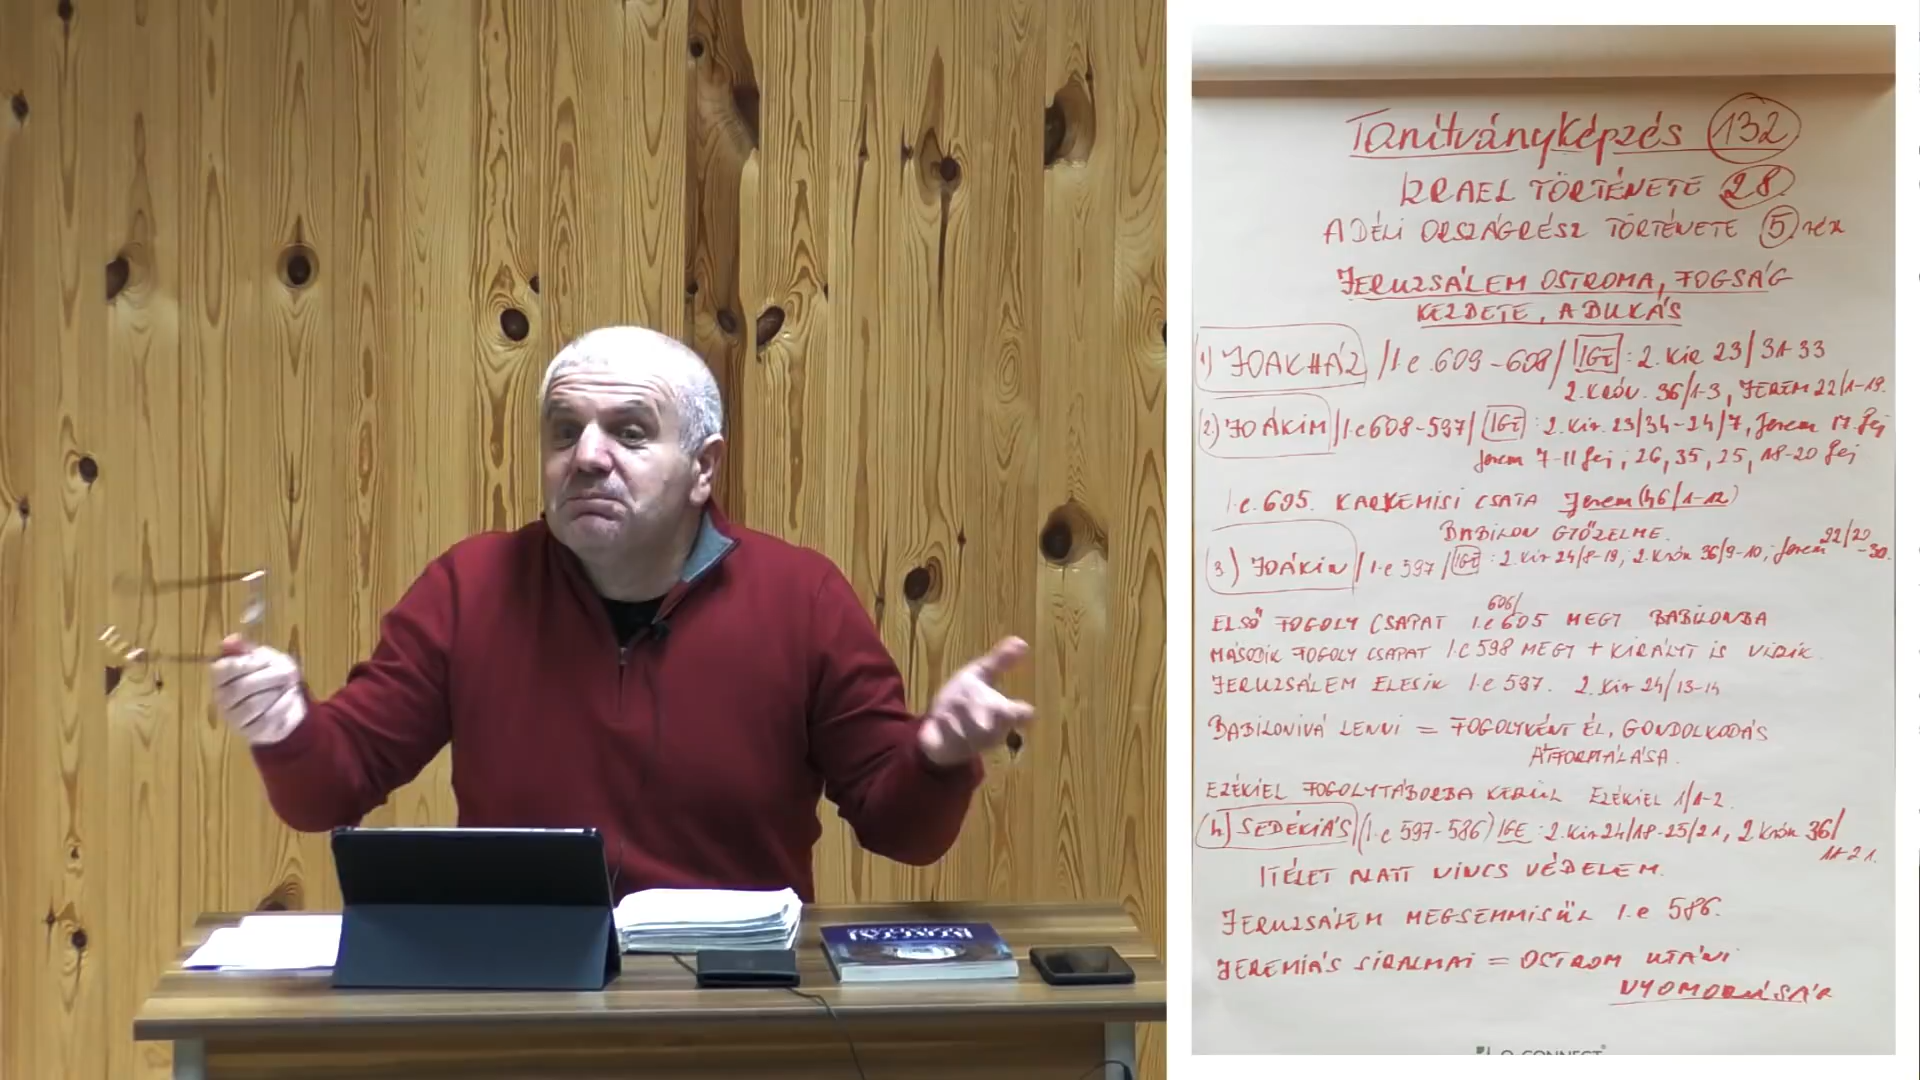 Tanítványképzés 132
IZRAEL TÖRTÉNETE 28
A DÉLI ORSZÁGRÉSZ TÖRTÉNETE 5 rész
JERUZSÁLEM OSTROMA, FOGSÁG
KEZDETE, A BUKÁS
1) JOAKHÁZ /I.e. 609-608/ IGE: 2. Kir 23/31-33
2. KRÓN. 36/1-3, JEREM 22/1-19.
2.) JOÁKIM /I.e 608-597/ IGE: 2. Kir. 23/34-24/7, Jerem 17. fej
Jerem 7-11 fej; 26, 35, 25, 18-20 fej
I.e. 605. KARKEMISI CSATA Jerem (46/1-12)
BABILON GYŐZELME.
3.) JOÁKIN /I.e 597/ IGE: 2. Kir 24/8-19, 2. Krón 36/9-10, Jerem 22/20-30.
ELSŐ FOGOLY CSAPAT I.e 606/605 MEGY BABILONBA
MÁSODIK FOGOLY CSAPAT I.e 598 MEGY + KIRÁLYT IS VISZIK.
JERUZSÁLEM ELESIK I.e 597. 2. Kir 24/13-14
BABILONIVÁ LENNI = FOGOLYKÉNT ÉL, GONDOLKODÁS
ÁTFORMÁLÁSA.
EZÉKIEL FOGOLYTÁBORBA KERÜL EZÉKIEL 1/1-2.
4.) SEDÉKIÁS (I.e 597-586) IGE: 2. Kir 24/18-25/21, 2 Krón 36/
11-21.
ITÉLET ALATT NINCS VÉDELEM.
JERUZSÁLEM MEGSEMMISÜL I.e 586.
JEREMIÁS SIRALMAI = OSTROM UTÁNI
NYOMORUSÁG